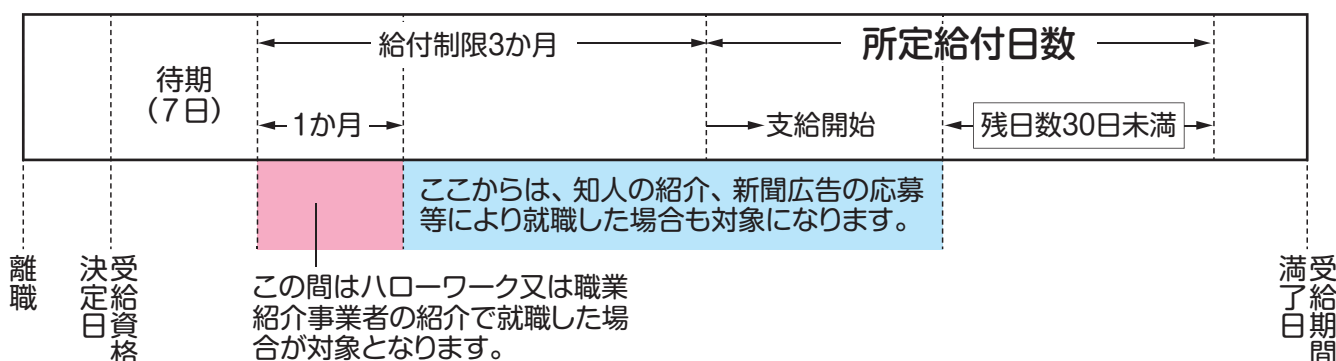 給付制限3か月
所定給付日数
待期
(7日)
1か月
支給開始
残日数30日未満
ここからは、知人の紹介、新聞広告の応募
等により就職した場合も対象になります。
離職
受給資格
決定日
この間はハローワーク又は職業
紹介事業者の紹介で就職した場
合が対象となります。
受給期間
満了日